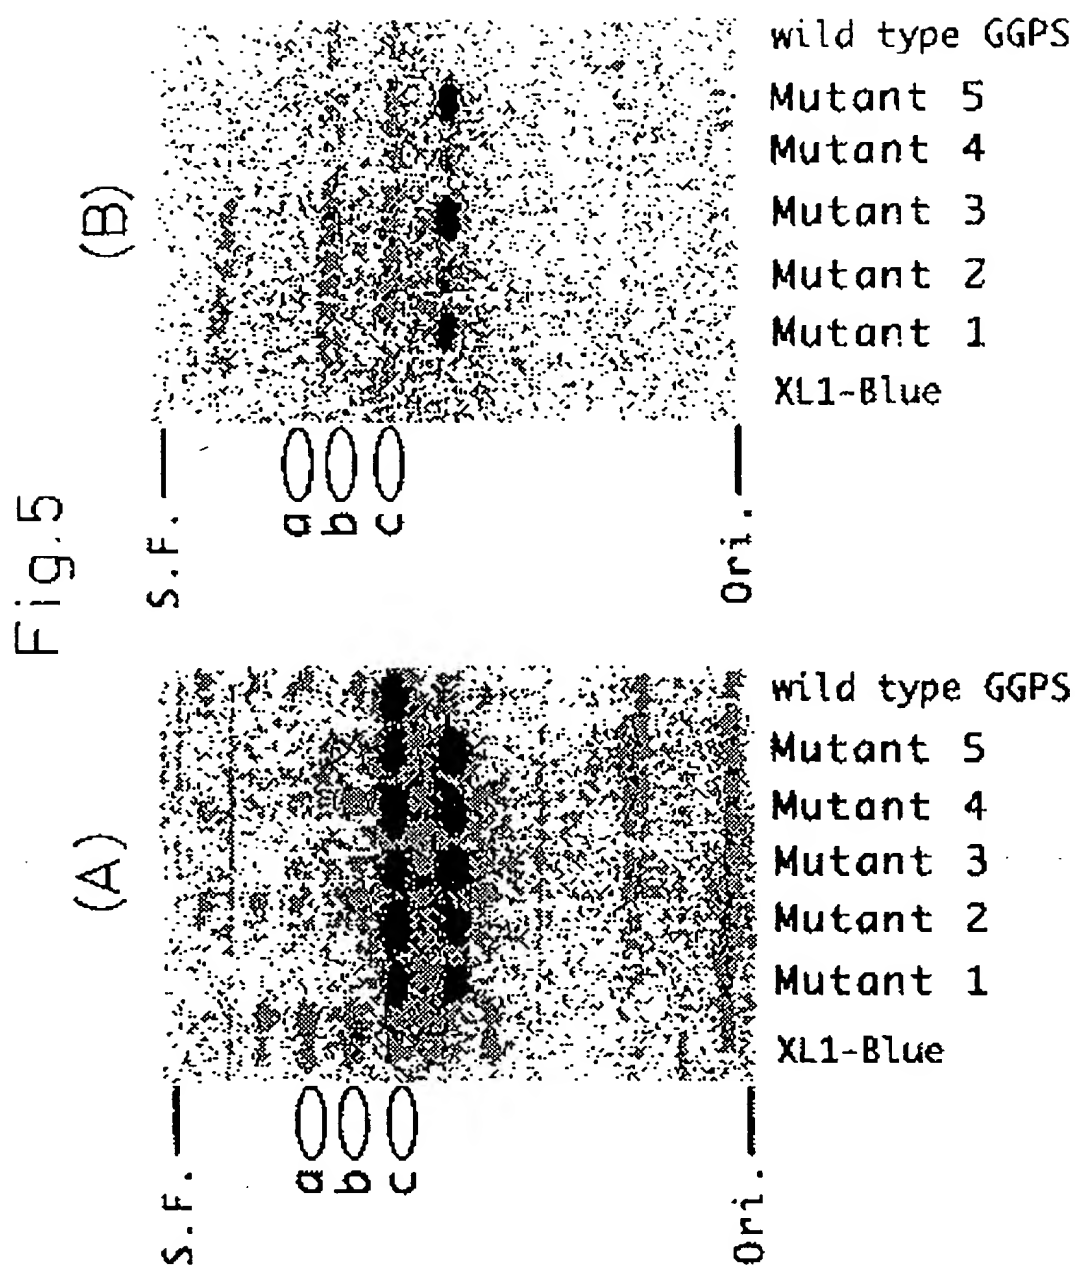 Fig.5
(A)
S.F.
a
b
c
Ori.
wild type GGPS
Mutant 5
Mutant 4
Mutant 3
Mutant 2
Mutant 1
XL1-Blue
(B)
S.F.
a
b
c
Ori.
wild type GGPS
Mutant 5
Mutant 4
Mutant 3
Mutant 2
Mutant 1
XL1-Blue